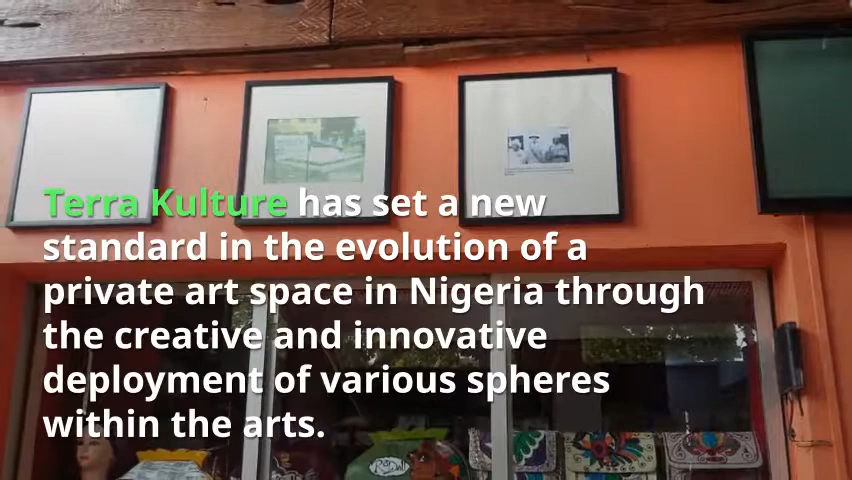 Terra Kulture has set a new
standard in the evolution of a
private art space in Nigeria through
the creative and innovative
deployment of various spheres
within the arts.